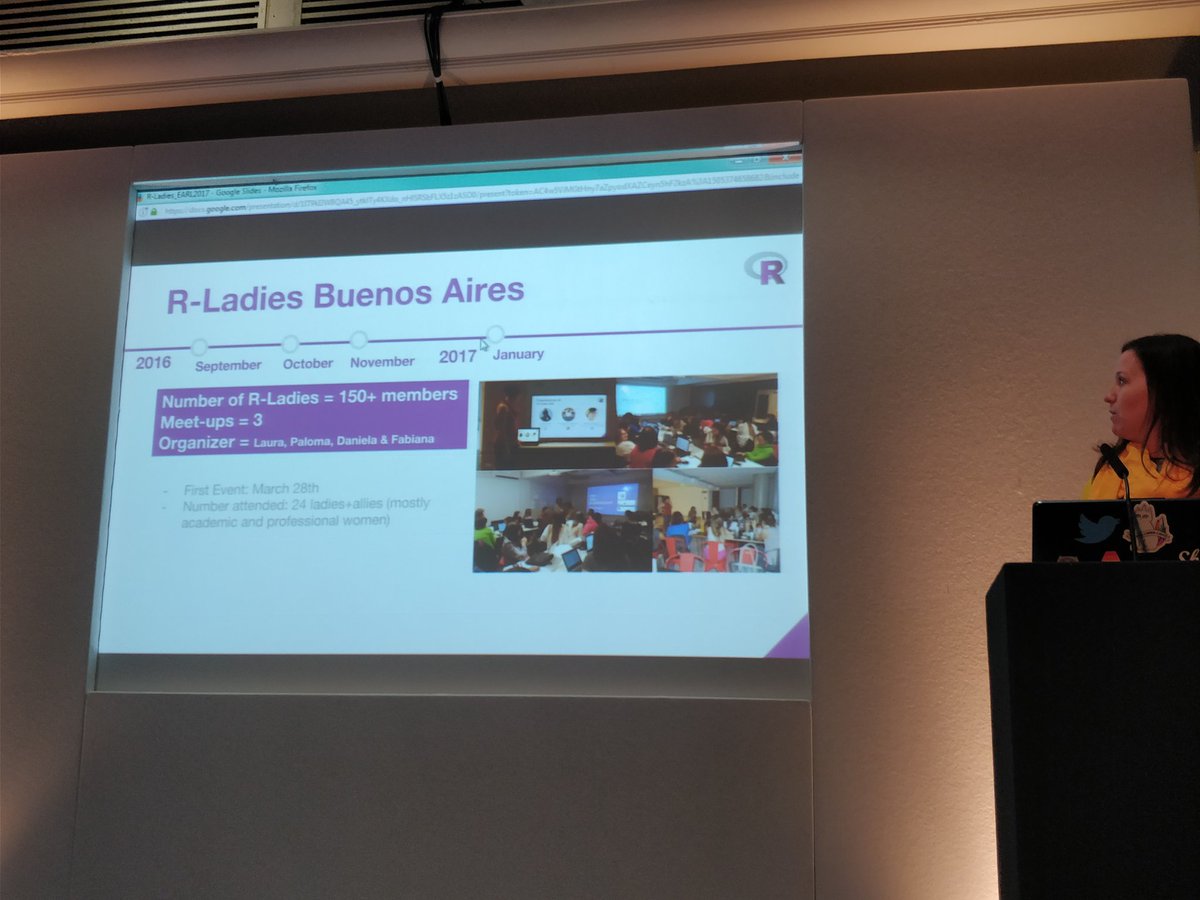 R-Ladies_EARL2017 - Google Slides - Mozilla Firefox
R-Ladies Buenos Aires
R
2016 September October November 2017 January
Number of R-Ladies = 150+ members
Meet-ups = 3
Organizer = Laura, Paloma, Daniela & Fabiana
- First Event: March 28th
- Number attended: 24 ladies+allies (mostly
academic and professional women)